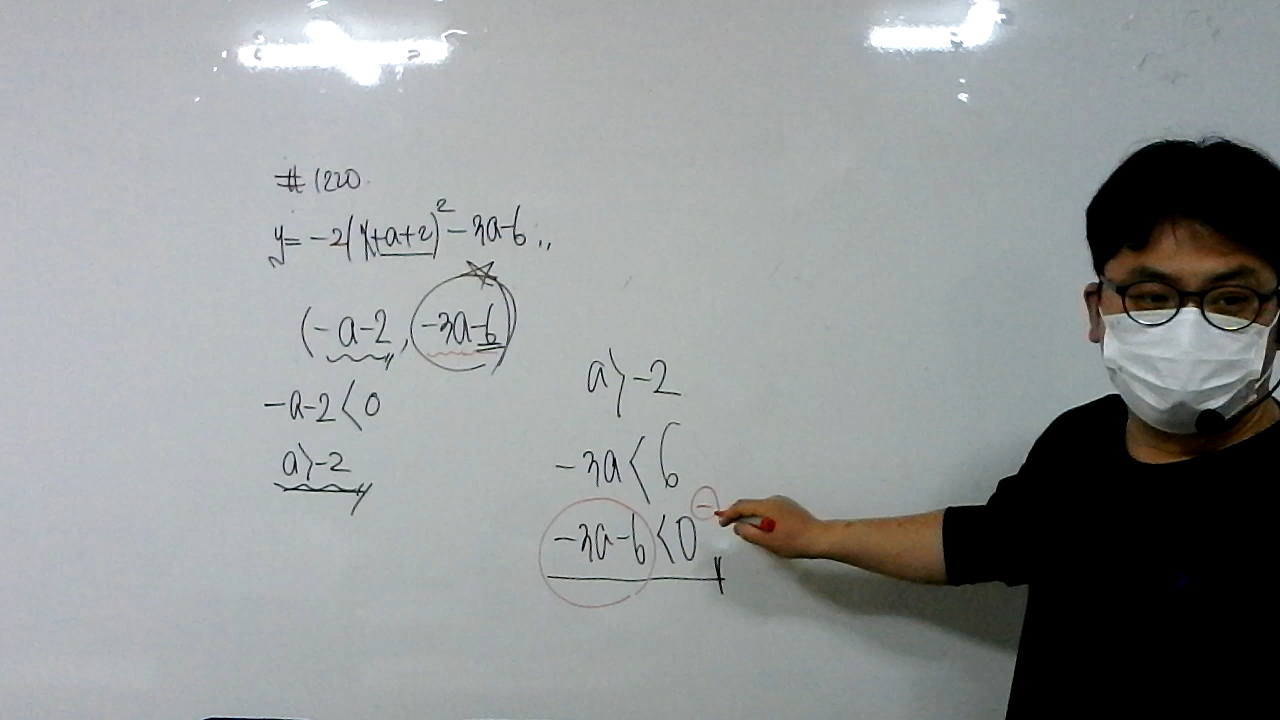 # 1220
y = -2(x+a+2)² -3a-6
(-a-2, -3a-6)
-a-2<0
a>-2
a>-2
-3a<6
-3a-6<0
-